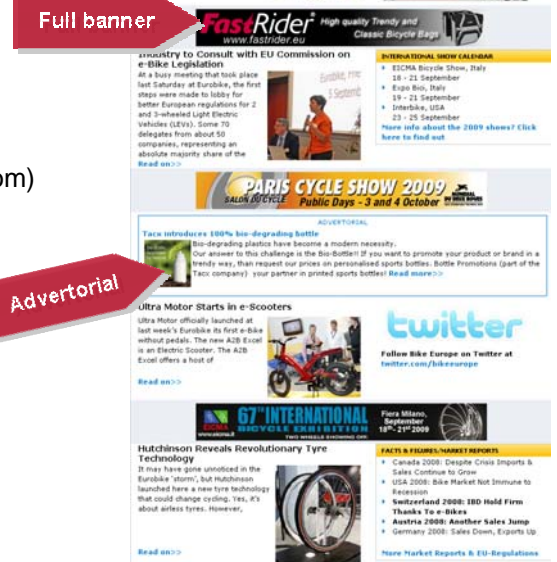 Full banner
FastRider High quality Trendy and
Classic Bicycle Bags
www.fastrider.eu
Industry to Consult with EU Commission on
e-Bike Legislation
At a busy meeting that took place
last Saturday at Eurobike, the first
steps were made to lobby for
better European regulations for 2
and 3-wheeled Light Electric
Vehicles (LEVs). Some 70
delegates from about 50
companies, representing an
absolute majority share of the
Read on>>
INTERNATIONAL SHOW CALENDAR
EICMA Bicycle Show, Italy
18 - 21 September
Expo Bici, Italy
19 - 21 September
Interbike, USA
23 - 25 September
More info about the 2009 shows? Click
here to find out
om)
PARIS CYCLE SHOW 2009
SALON DU CYCLE Public Days - 3 and 4 October
ADVERTORIAL
Tacx introduces 100% bio-degrading bottle
Bio-degrading plastics have become a modern necessity.
Our answer to this challenge is the Bio-Bottle!! If you want to promote your product or brand in a
trendy way, than request our prices on personalised sports bottles. Bottle Promotions (part of the
Tacx company) your partner in printed sports bottles! Read more>>
Advertorial
Ultra Motor Starts in e-Scooters
Ultra Motor officially launched at
last week's Eurobike its first e-Bike
without pedals. The new A2B Excel
is an Electric Scooter. The A2B
Excel offers a host of
Read on>>
twitter
Follow Bike Europe on Twitter at
twitter.com/bikeeurope
EICMA
www.eicma.it
67TH INTERNATIONAL
BICYCLE EXHIBITION
TWO WHEELS SHOWING OFF.
Fiera Milano,
September
18th-21st 2009
Hutchinson Reveals Revolutionary Tyre
Technology
It may have gone unnoticed in the
Eurobike 'storm', but Hutchinson
launched here a new tyre technology
that could change cycling. Yes, it's
about airless tyres. However,
Read on>>
FACTS & FIGURES/MARKET REPORTS
Canada 2008: Despite Crisis Imports &
Sales Continue to Grow
USA 2008: Bike Market Not Immune to
Recession
Switzerland 2008: IBD Hold Firm
Thanks To e-Bikes
Austria 2008: Another Sales Jump
Germany 2008: Sales Down, Exports Up
More Market Reports & EU-Regulations